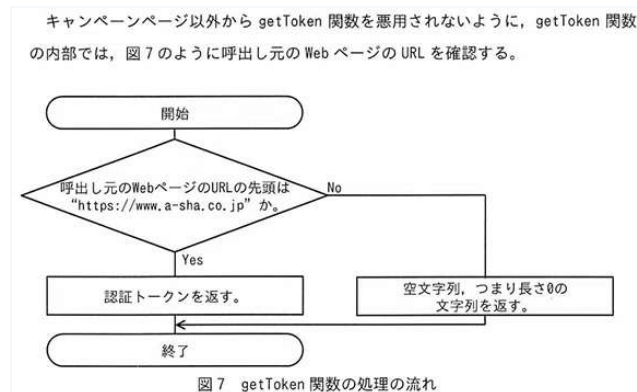 キャンペーンページ以外から getToken 関数を悪用されないように，getToken 関数
の内部では，図 7 のように呼出し元の Web ページの URL を確認する。
開始
呼出し元のWebページのURLの先頭は
“https://www.a-sha.co.jp” か。
No
Yes
認証トークンを返す。
空文字列，つまり長さ0の
文字列を返す。
終了
図 7 getToken 関数の処理の流れ